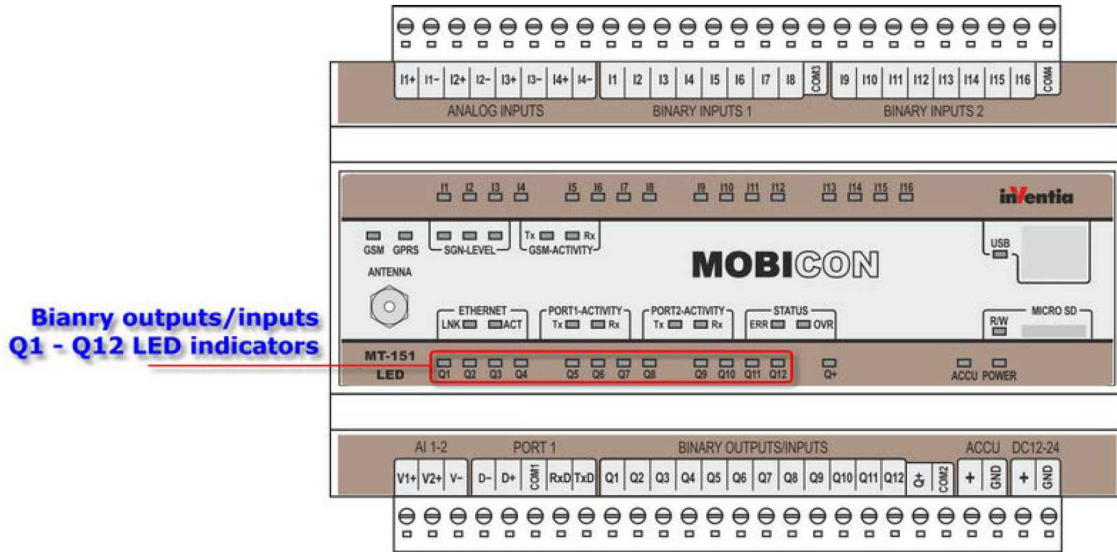 I1+ I1- I2+ I2- I3+ I3- I4+ I4- I1 I2 I3 I4 I5 I6 I7 I8 COM3 I9 I10 I11 I12 I13 I14 I15 I16 COM4
ANALOG INPUTS BINARY INPUTS 1 BINARY INPUTS 2
I1 I2 I3 I4 I5 I6 I7 I8 I9 I10 I11 I12 I13 I14 I15 I16
inVentia
GSM GPRS SGN-LEVEL Tx Rx GSM-ACTIVITY
MOBICON
USB
ANTENNA
ETHERNET PORT1-ACTIVITY PORT2-ACTIVITY STATUS MICRO SD
LNK ACT Tx Rx Tx Rx ERR OVR R/W
Bianry outputs/inputs
Q1 - Q12 LED indicators
MT-151
LED Q1 Q2 Q3 Q4 Q5 Q6 Q7 Q8 Q9 Q10 Q11 Q12 Q+ ACCU POWER
AI 1-2 PORT 1 BINARY OUTPUTS/INPUTS ACCU DC12-24
V1+ V2+ V- D- D+ COM1 RxD TxD Q1 Q2 Q3 Q4 Q5 Q6 Q7 Q8 Q9 Q10 Q11 Q12 Q+ COM2 + GND + GND